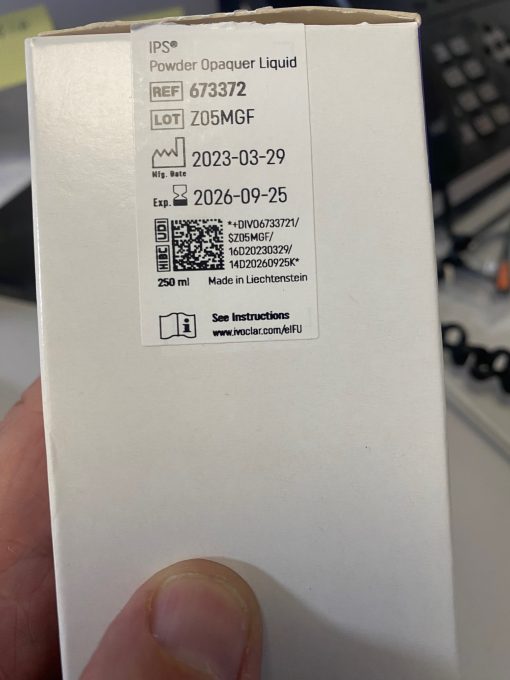 IPS®
Powder Opaquer Liquid
REF 673372
LOT Z05MGF
2023-03-29
Mfg. Date
Exp. 2026-09-25
HIBC UDI
*+DIVO6733721/
$Z05MGF/
16D20230329/
14D20260925K*
250 ml Made in Liechtenstein
i See Instructions
www.ivoclar.com/eIFU